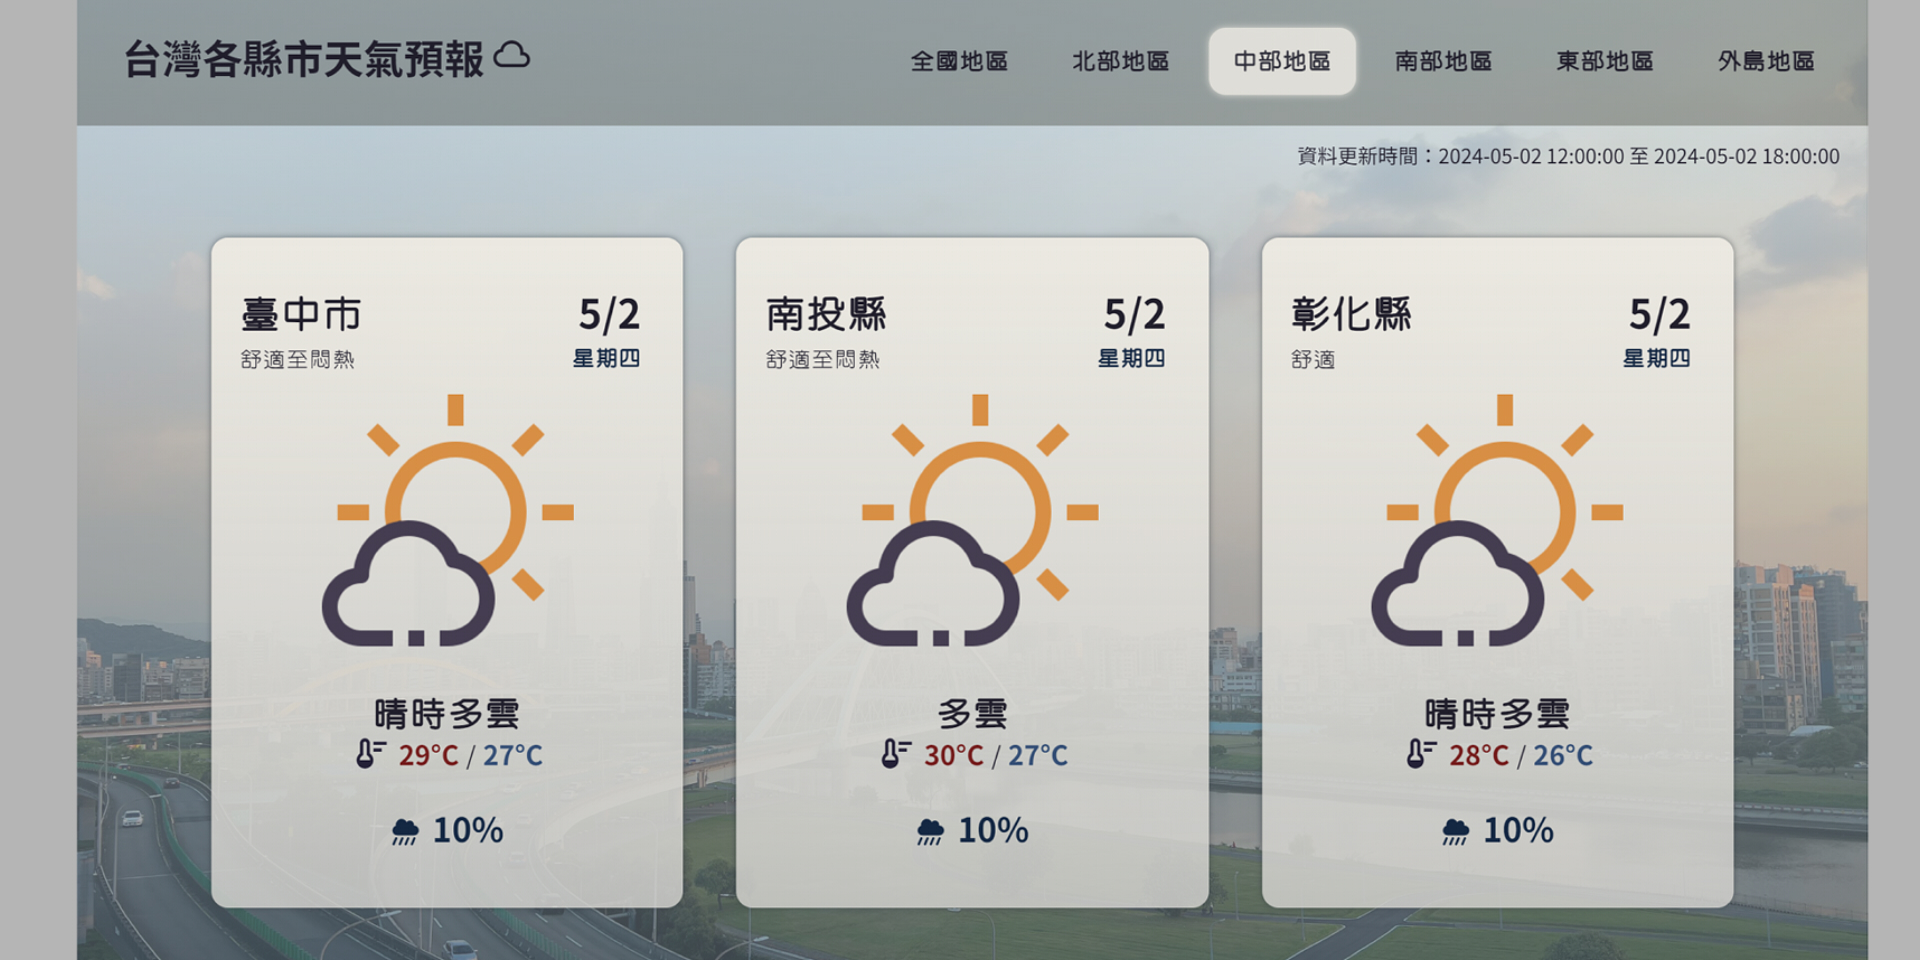 台灣各縣市天氣預報
全國地區 北部地區 中部地區 南部地區 東部地區 外島地區
資料更新時間：2024-05-02 12:00:00 至 2024-05-02 18:00:00
臺中市 5/2
舒適至悶熱 星期四
晴時多雲
29°C / 27°C
10%
南投縣 5/2
舒適至悶熱 星期四
多雲
30°C / 27°C
10%
彰化縣 5/2
舒適 星期四
晴時多雲
28°C / 26°C
10%